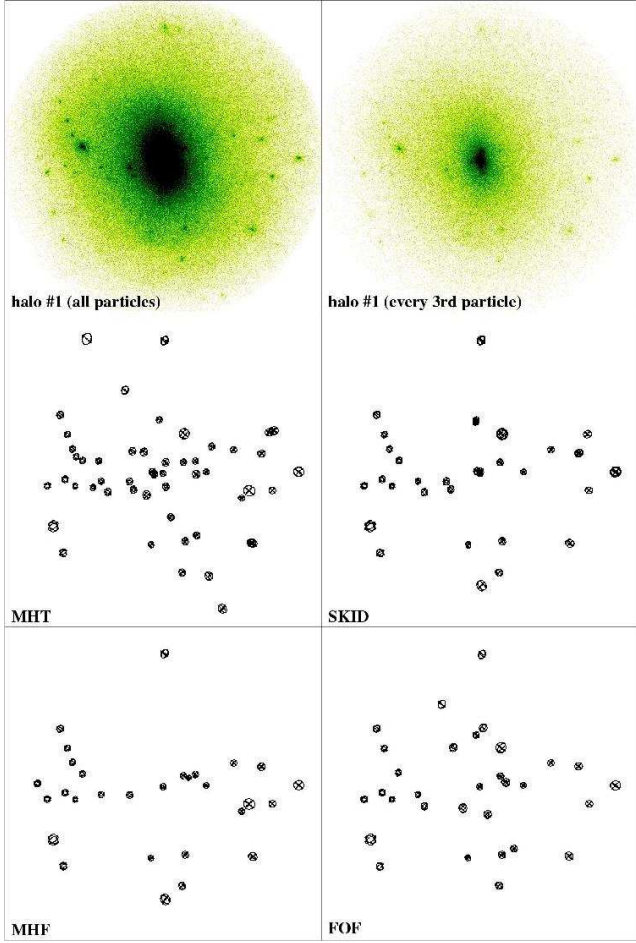 halo #1 (all particles)
halo #1 (every 3rd particle)
MHT
SKID
MHF
FOF